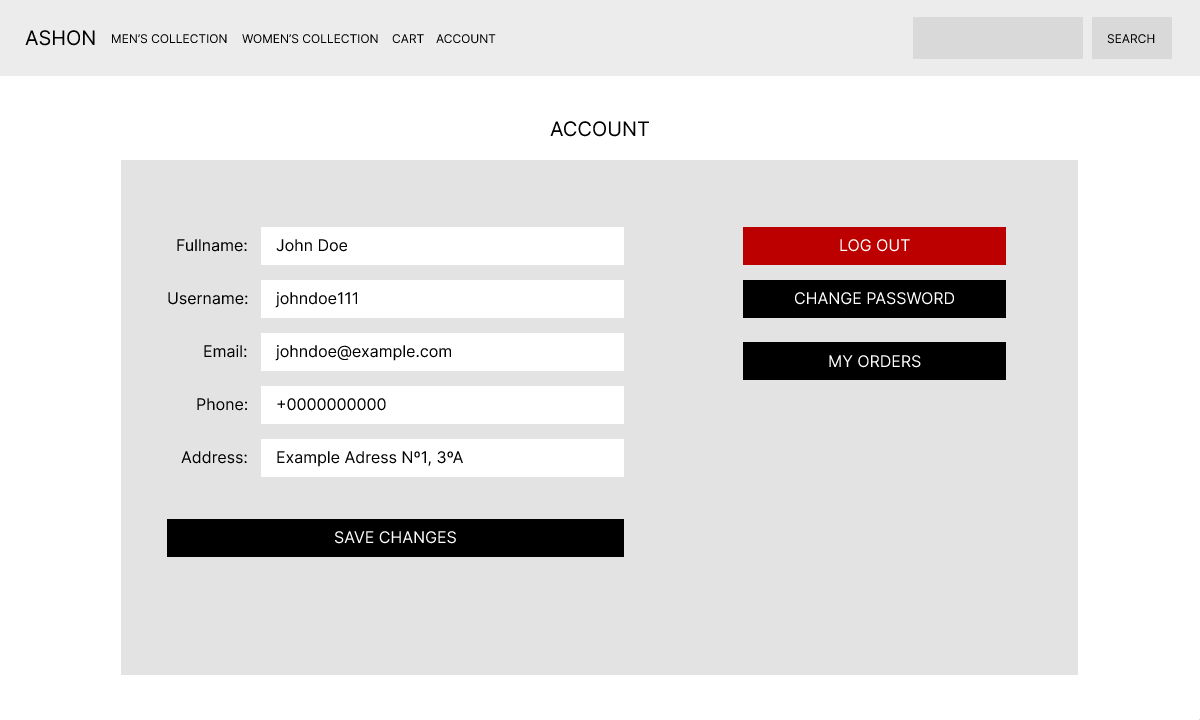 ASHON MEN'S COLLECTION WOMEN'S COLLECTION CART ACCOUNT SEARCH
ACCOUNT
Fullname: John Doe
Username: johndoe111
Email: johndoe@example.com
Phone: +0000000000
Address: Example Adress Nº1, 3ºA
SAVE CHANGES
LOG OUT
CHANGE PASSWORD
MY ORDERS